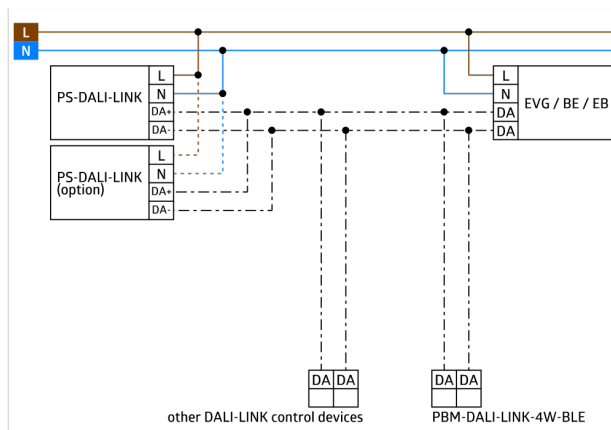 L
N
PS-DALI-LINK
L
N
DA+
DA-
PS-DALI-LINK
(option)
L
N
DA+
DA-
L
N
DA
DA
EVG / BE / EB
DA DA
DA DA
other DALI-LINK control devices
PBM-DALI-LINK-4W-BLE